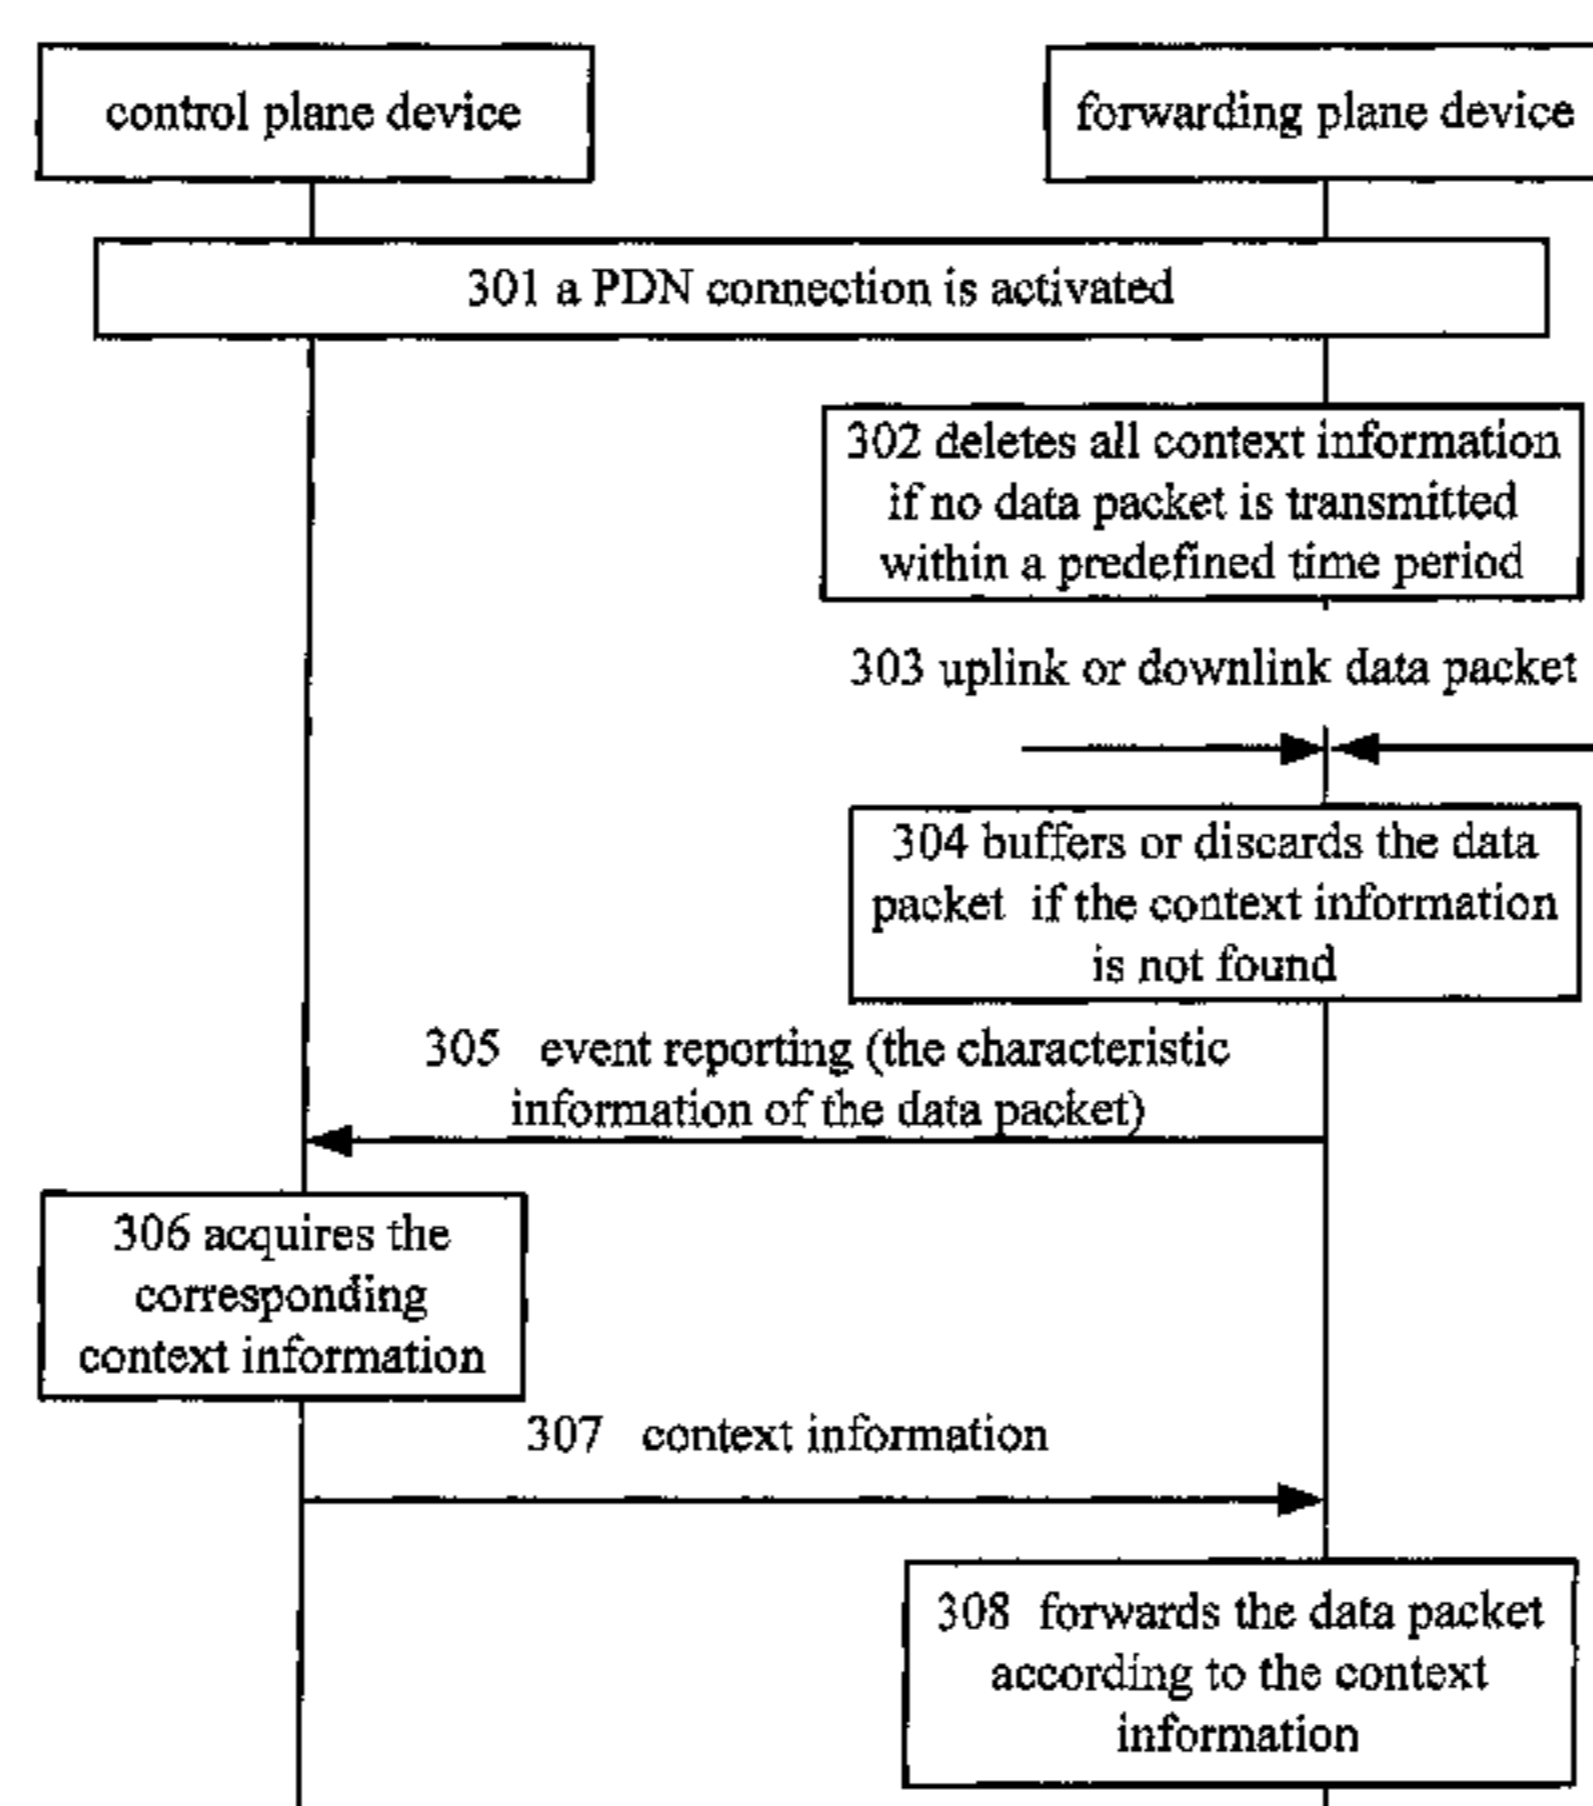 control plane device
forwarding plane device
301 a PDN connection is activated
302 deletes all context information
if no data packet is transmitted
within a predefined time period
303 uplink or downlink data packet
304 buffers or discards the data
packet if the context information
is not found
305 event reporting (the characteristic
information of the data packet)
306 acquires the
corresponding
context information
307 context information
308 forwards the data packet
according to the context
information